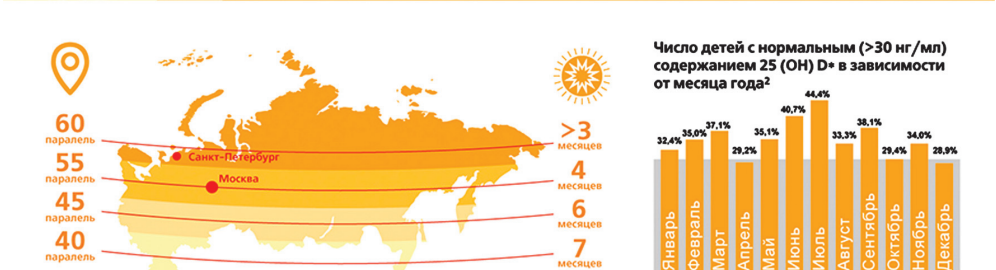 60
паралель
55
паралель
45
паралель
40
паралель
Санкт-Петербург
Москва
>3
месяцев
4
месяцев
6
месяцев
7
месяцев
Число детей с нормальным (>30 нг/мл)
содержанием 25 (OH) D* в зависимости
от месяца года²
32,4%
35,0%
37,1%
29,2%
35,1%
40,7%
44,4%
33,3%
38,1%
29,4%
34,0%
28,9%
Январь
Февраль
Март
Апрель
Май
Июнь
Июль
Август
Сентябрь
Октябрь
Ноябрь
Декабрь